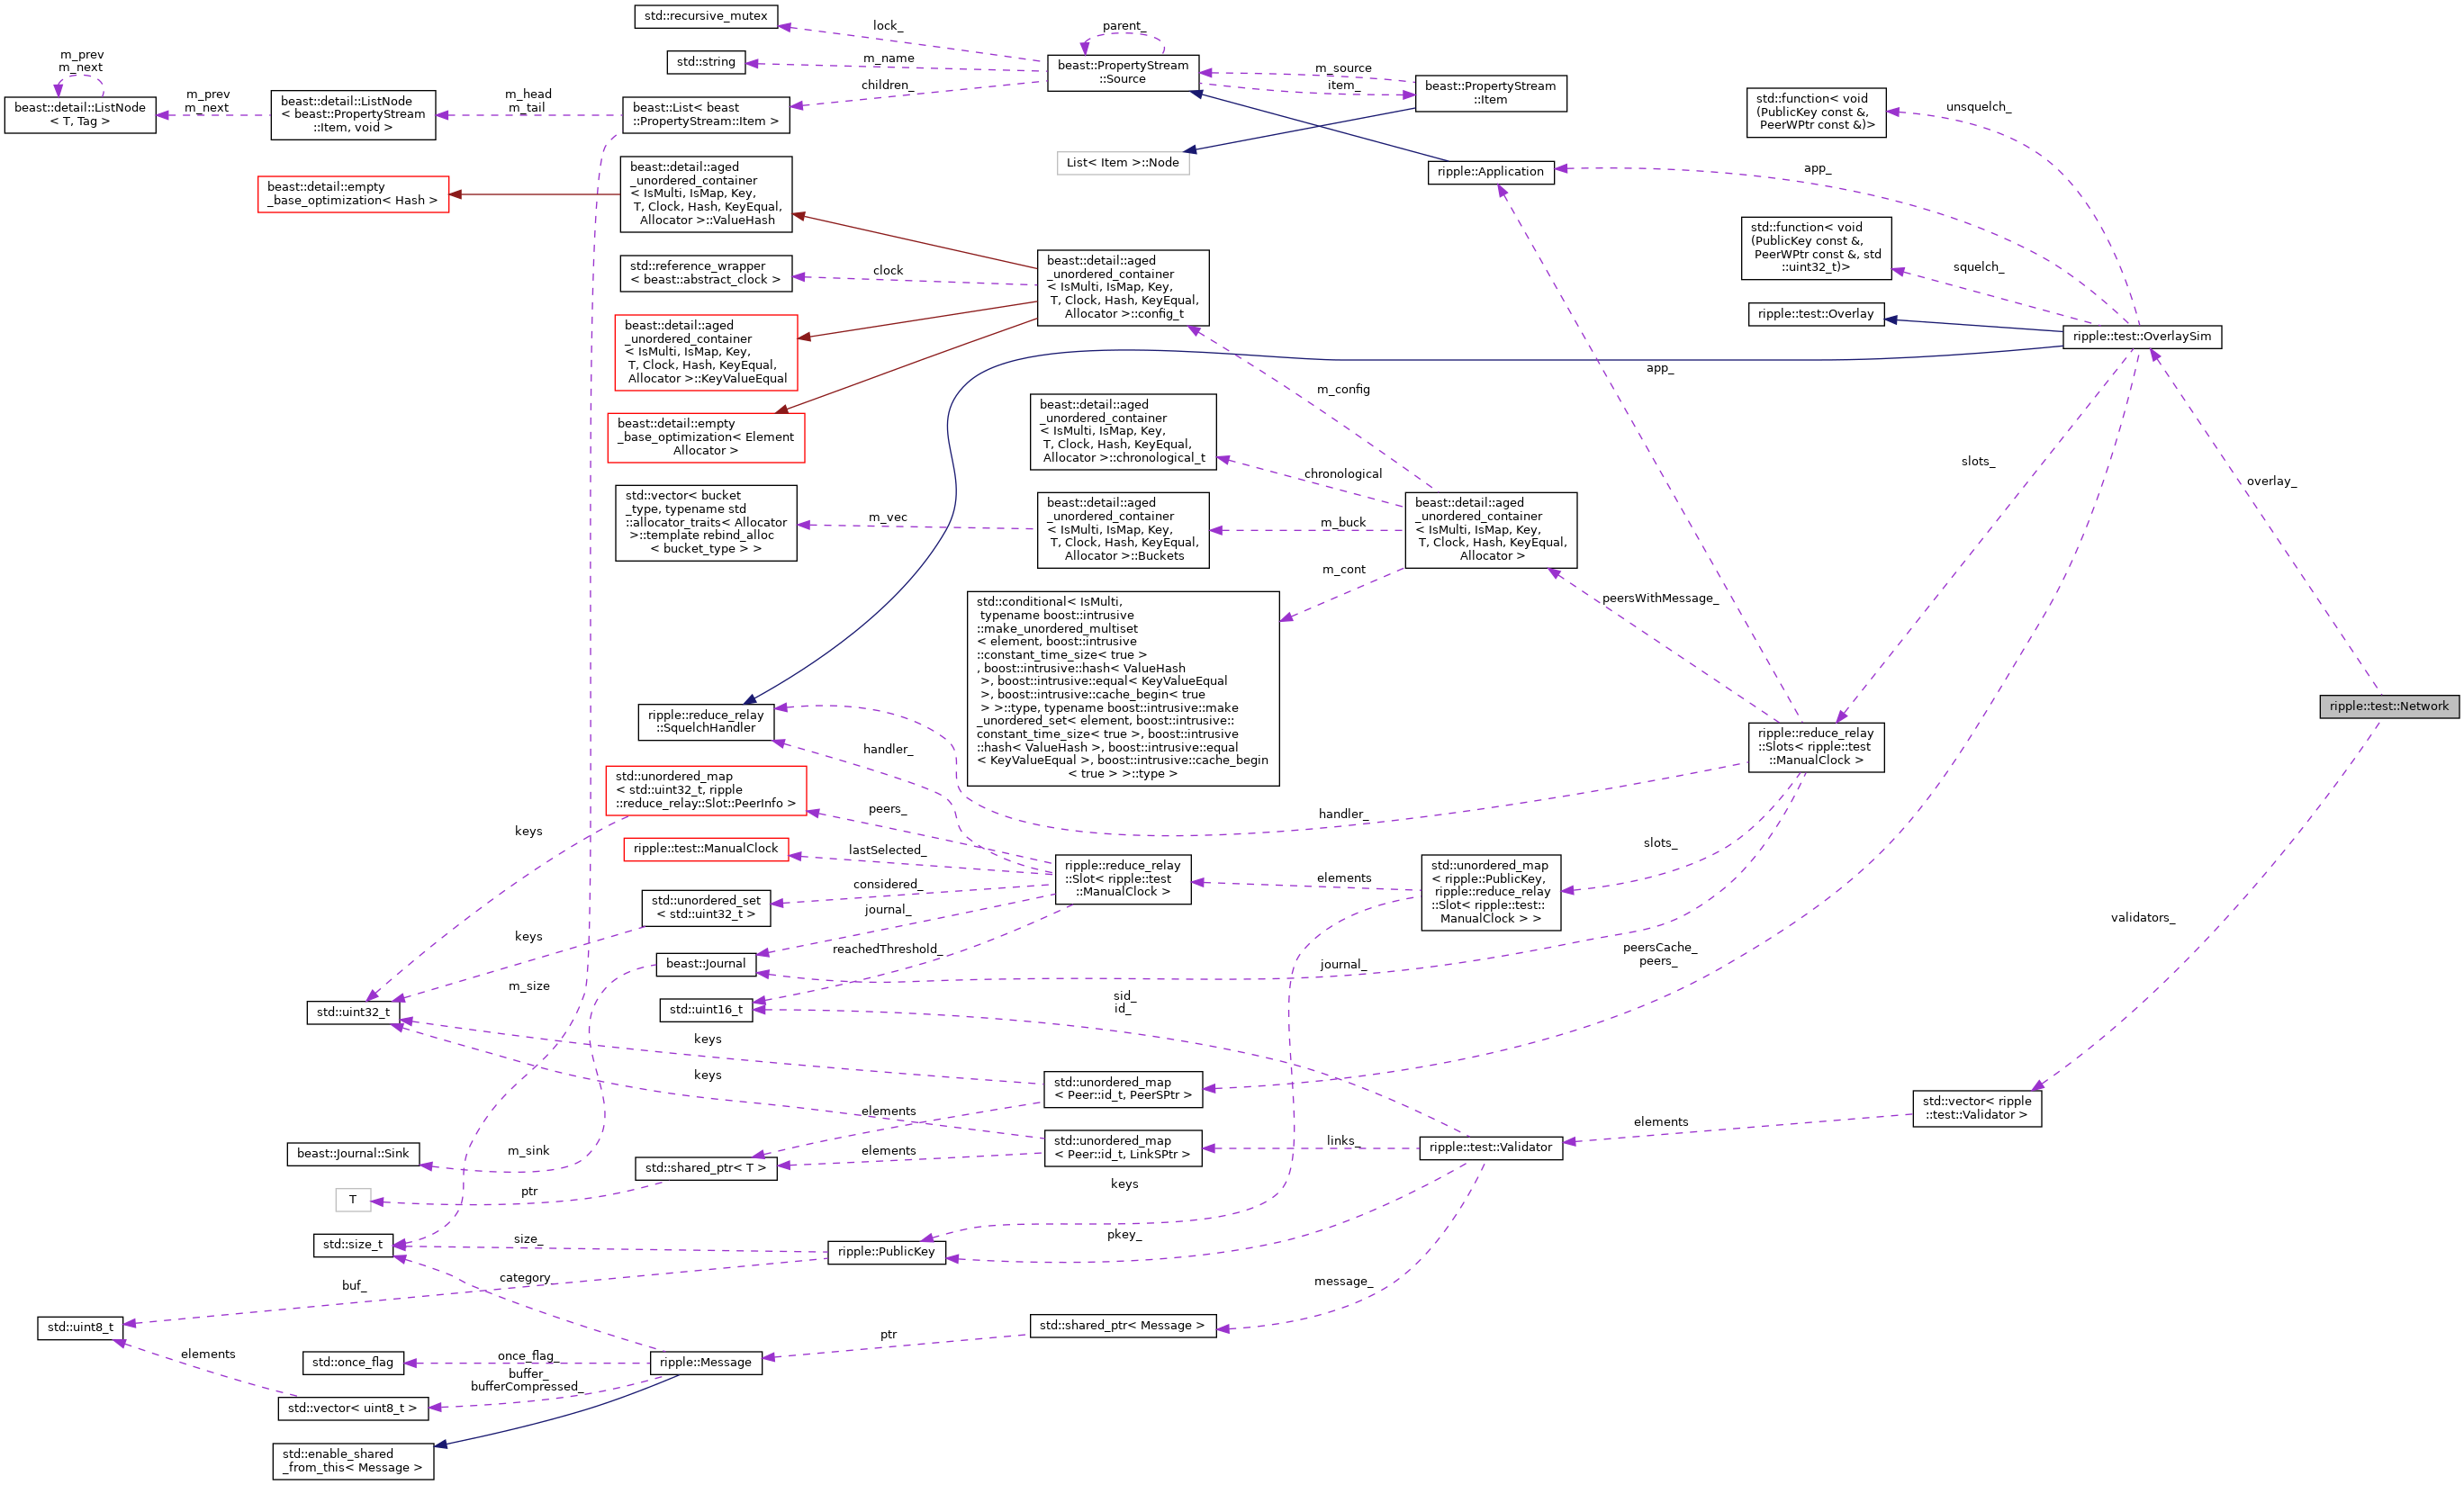 std::recursive_mutex
lock_
parent_
std::string
m_name
beast::PropertyStream
::Source
children_
m_source
item_
beast::PropertyStream
::Item
m_prev
m_next
beast::detail::ListNode
< T, Tag >
m_prev
m_next
beast::detail::ListNode
< beast::PropertyStream
::Item, void >
m_head
m_tail
beast::List< beast
::PropertyStream::Item >
std::function< void
(PublicKey const &,
PeerWPtr const &)>
unsquelch_
List< Item >::Node
ripple::Application
app_
beast::detail::empty
_base_optimization< Hash >
beast::detail::aged
_unordered_container
< IsMulti, IsMap, Key,
T, Clock, Hash, KeyEqual,
Allocator >::ValueHash
std::function< void
(PublicKey const &,
PeerWPtr const &, std
::uint32_t)>
squelch_
std::reference_wrapper
< beast::abstract_clock >
clock
beast::detail::aged
_unordered_container
< IsMulti, IsMap, Key,
T, Clock, Hash, KeyEqual,
Allocator >::config_t
ripple::test::Overlay
ripple::test::OverlaySim
beast::detail::aged
_unordered_container
< IsMulti, IsMap, Key,
T, Clock, Hash, KeyEqual,
Allocator >::KeyValueEqual
app_
m_config
beast::detail::empty
_base_optimization< Element
Allocator >
beast::detail::aged
_unordered_container
< IsMulti, IsMap, Key,
T, Clock, Hash, KeyEqual,
Allocator >::chronological_t
chronological
slots_
overlay_
std::vector< bucket
_type, typename std
::allocator_traits< Allocator
>::template rebind_alloc
< bucket_type > >
m_vec
beast::detail::aged
_unordered_container
< IsMulti, IsMap, Key,
T, Clock, Hash, KeyEqual,
Allocator >::Buckets
m_buck
beast::detail::aged
_unordered_container
< IsMulti, IsMap, Key,
T, Clock, Hash, KeyEqual,
Allocator >
m_cont
peersWithMessage_
std::conditional< IsMulti,
typename boost::intrusive
::make_unordered_multiset
< element, boost::intrusive
::constant_time_size< true >
, boost::intrusive::hash< ValueHash
>, boost::intrusive::equal< KeyValueEqual
>, boost::intrusive::cache_begin< true
> >::type, typename boost::intrusive::make
_unordered_set< element, boost::intrusive::
constant_time_size< true >, boost::intrusive
::hash< ValueHash >, boost::intrusive::equal
< KeyValueEqual >, boost::intrusive::cache_begin
< true > >::type >
ripple::test::Network
ripple::reduce_relay
::SquelchHandler
handler_
ripple::reduce_relay
::Slots< ripple::test
::ManualClock >
std::unordered_map
< std::uint32_t, ripple
::reduce_relay::Slot::PeerInfo >
peers_
handler_
keys
ripple::test::ManualClock
lastSelected_
slots_
ripple::reduce_relay
::Slot< ripple::test
::ManualClock >
elements
std::unordered_map
< ripple::PublicKey,
ripple::reduce_relay
::Slot< ripple::test::
ManualClock > >
considered_
std::unordered_set
< std::uint32_t >
journal_
validators_
keys
reachedThreshold_
peersCache_
peers_
beast::Journal
journal_
m_size
std::uint32_t
std::uint16_t
sid_
id_
keys
keys
std::unordered_map
< Peer::id_t, PeerSPtr >
std::vector< ripple
::test::Validator >
elements
elements
beast::Journal::Sink
m_sink
elements
std::unordered_map
< Peer::id_t, LinkSPtr >
links_
ripple::test::Validator
std::shared_ptr< T >
keys
T
ptr
std::size_t
size_
ripple::PublicKey
pkey_
category_
buf_
message_
std::uint8_t
std::shared_ptr< Message >
ptr
elements
std::once_flag
once_flag_
ripple::Message
buffer_
bufferCompressed_
std::vector< uint8_t >
std::enable_shared
_from_this< Message >